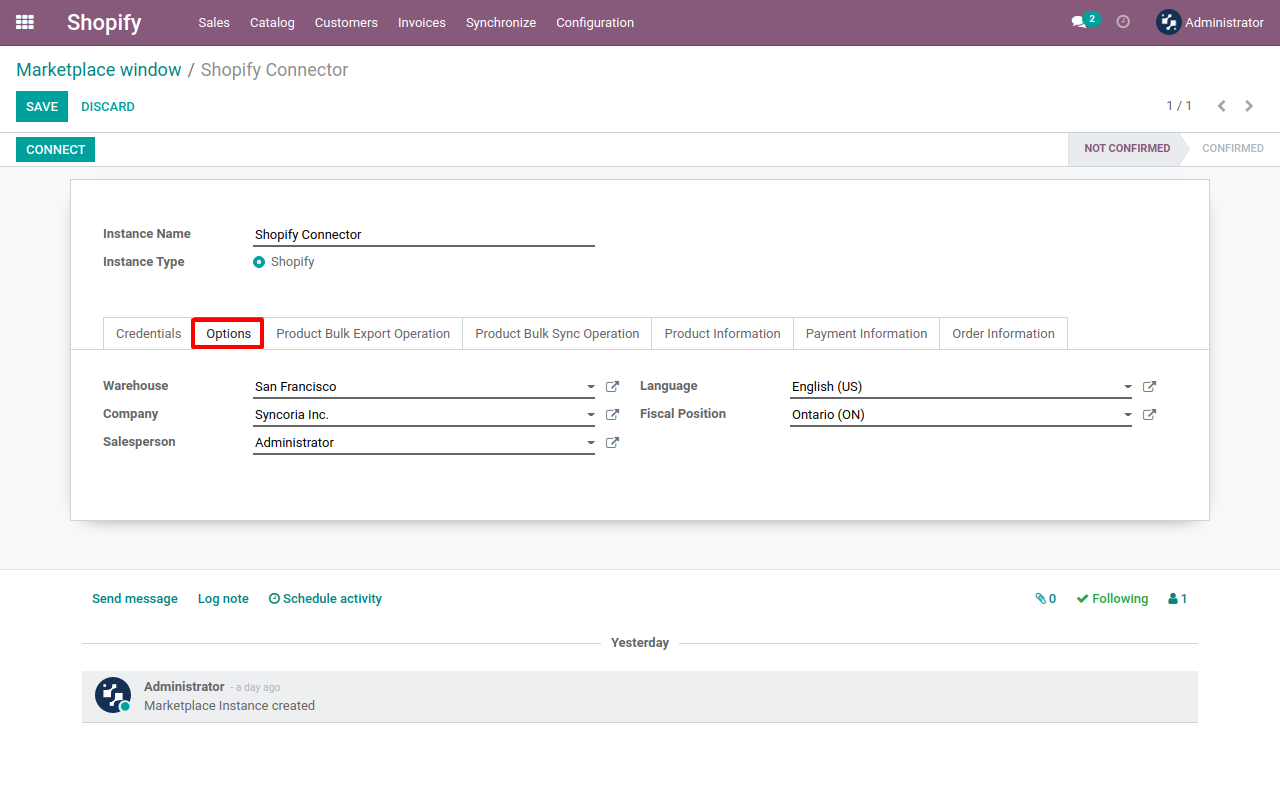 Shopify Sales Catalog Customers Invoices Synchronize Configuration 2 Administrator
Marketplace window / Shopify Connector
SAVE DISCARD 1 / 1
CONNECT NOT CONFIRMED CONFIRMED
Instance Name Shopify Connector
Instance Type Shopify
Credentials Options Product Bulk Export Operation Product Bulk Sync Operation Product Information Payment Information Order Information
Warehouse San Francisco Language English (US)
Company Syncoria Inc. Fiscal Position Ontario (ON)
Salesperson Administrator
Send message Log note Schedule activity 0 Following 1
Yesterday
Administrator - a day ago
Marketplace Instance created